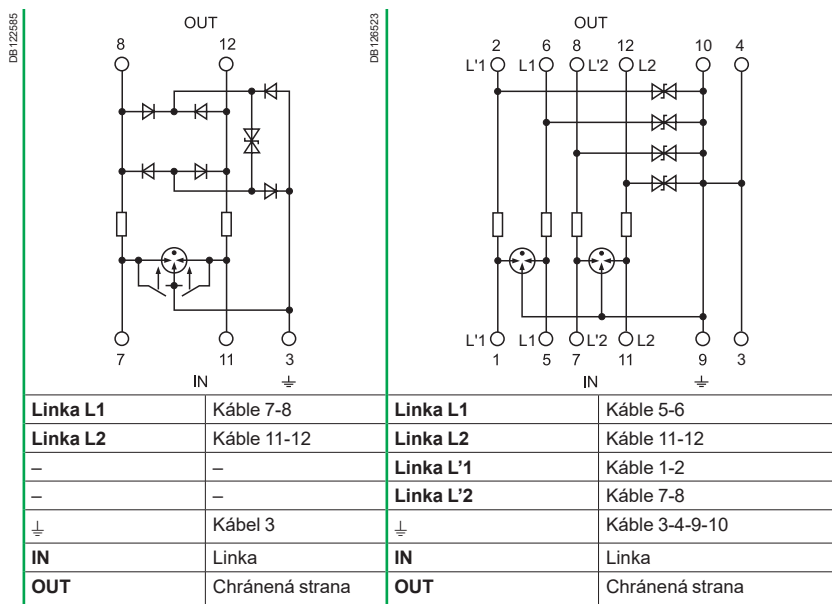 DB122585
OUT
8 12
7 11 3
IN
Linka L1 Káble 7-8
Linka L2 Káble 11-12
– –
– –
⏚ Kábel 3
IN Linka
OUT Chránená strana
DB126523
OUT
2 6 8 12 10 4
L'1 L1 L'2 L2
L'1 L1 L'2 L2
1 5 7 11 9 3
IN
Linka L1 Káble 5-6
Linka L2 Káble 11-12
Linka L'1 Káble 1-2
Linka L'2 Káble 7-8
⏚ Káble 3-4-9-10
IN Linka
OUT Chránená strana